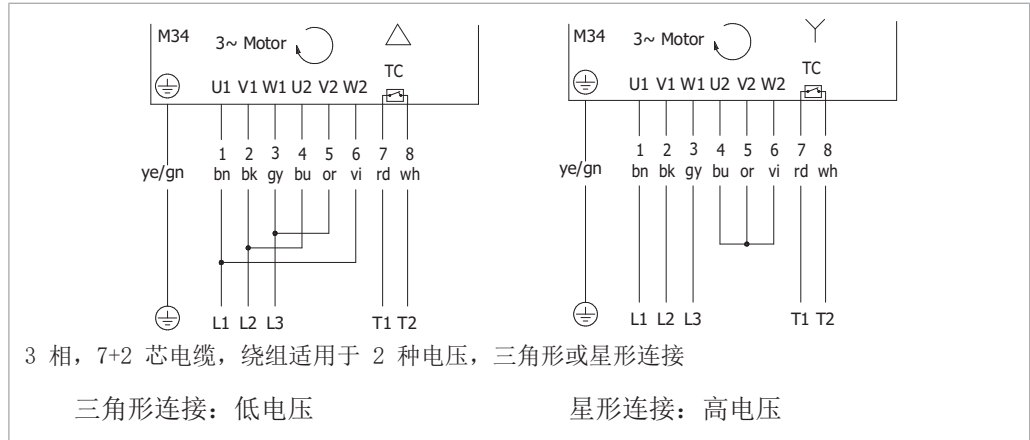 M34 3~ Motor △
TC
U1 V1 W1 U2 V2 W2
1 2 3 4 5 6 7 8
ye/gn bn bk gy bu or vi rd wh
L1 L2 L3 T1 T2
M34 3~ Motor Y
TC
U1 V1 W1 U2 V2 W2
1 2 3 4 5 6 7 8
ye/gn bn bk gy bu or vi rd wh
L1 L2 L3 T1 T2
3 相，7+2 芯电缆，绕组适用于 2 种电压，三角形或星形连接
三角形连接：低电压
星形连接：高电压